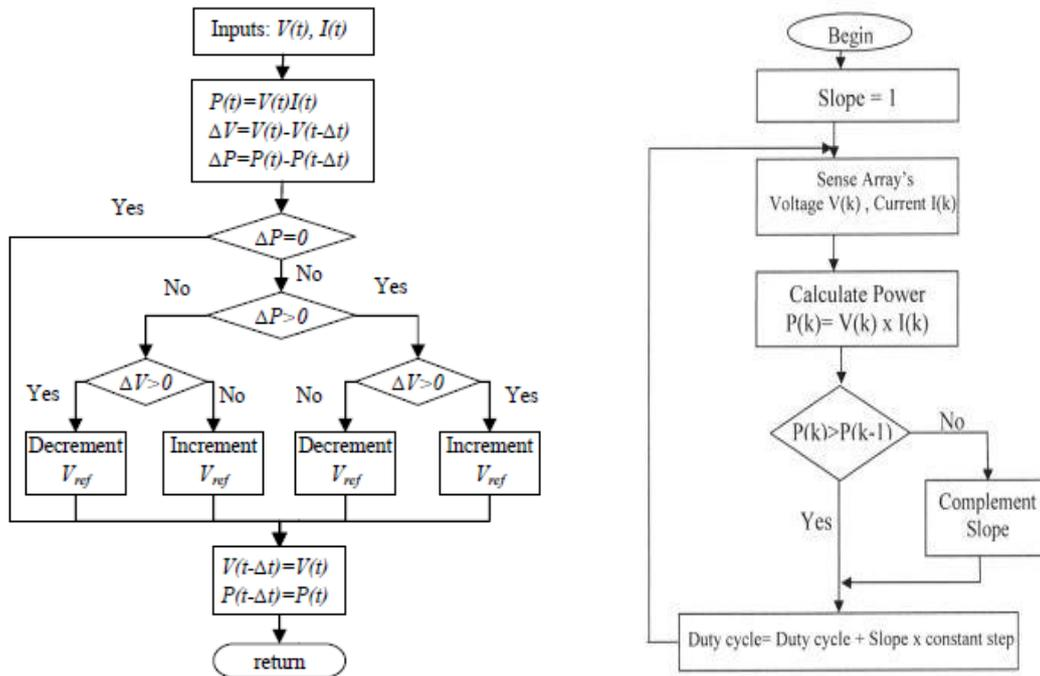 Inputs: V(t), I(t)
P(t)=V(t)I(t)
ΔV=V(t)-V(t-Δt)
ΔP=P(t)-P(t-Δt)
Yes
ΔP=0
No
No
Yes
ΔP>0
ΔV>0
ΔV>0
Yes
No
No
Yes
Decrement
Vref
Increment
Vref
Decrement
Vref
Increment
Vref
V(t-Δt)=V(t)
P(t-Δt)=P(t)
return
Begin
Slope = 1
Sense Array's
Voltage V(k) , Current I(k)
Calculate Power
P(k)= V(k) x I(k)
P(k)>P(k-1)
No
Yes
Complement
Slope
Duty cycle= Duty cycle + Slope x constant step